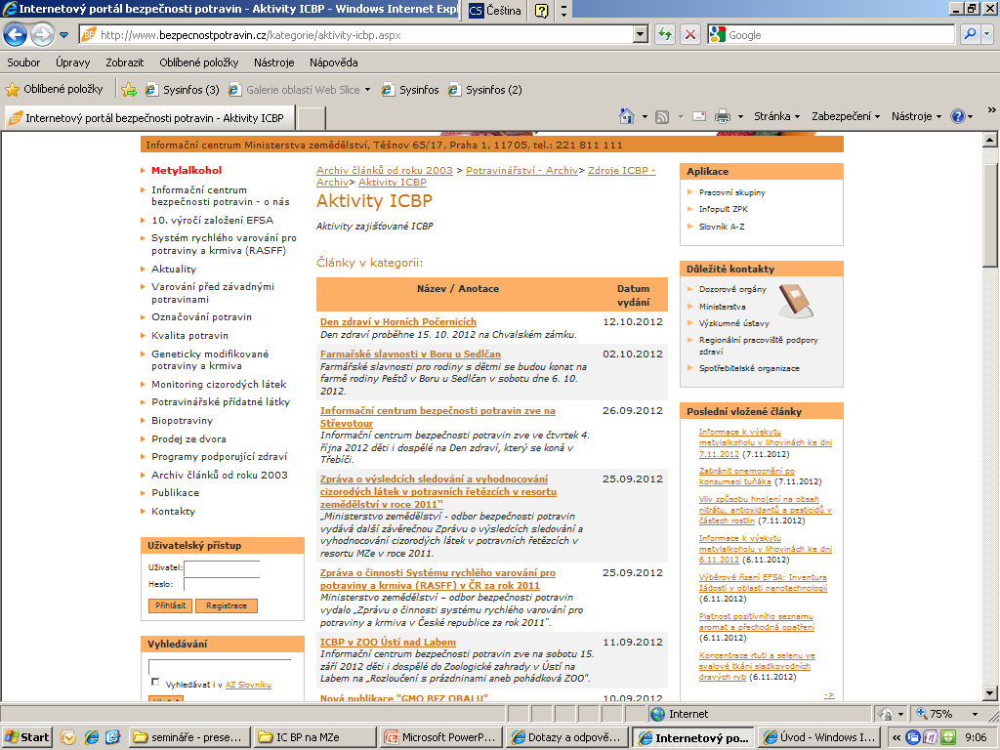 Internetový portál bezpečnosti potravin - Aktivity ICBP - Windows Internet Expl
CS Čeština
http://www.bezpecnostpotravin.cz/kategorie/aktivity-icbp.aspx
Google
Soubor Úpravy Zobrazit Oblíbené položky Nástroje Nápověda
Oblíbené položky Sysinfos (3) Galerie oblastí Web Slice Sysinfos Sysinfos (2)
Internetový portál bezpečnosti potravin - Aktivity ICBP
Stránka Zabezpečení Nástroje »
Informační centrum Ministerstva zemědělství, Těšnov 65/17, Praha 1, 11705, tel.: 221 811 111
Metylalkohol
Informační centrum
bezpečnosti potravin - o nás
10. výročí založení EFSA
Systém rychlého varování pro
potraviny a krmiva (RASFF)
Aktuality
Varování před závadnými
potravinami
Označování potravin
Kvalita potravin
Geneticky modifikované
potraviny a krmiva
Monitoring cizorodých látek
Potravinářské přídatné látky
Biopotraviny
Prodej ze dvora
Programy podporující zdraví
Archiv článků od roku 2003
Publikace
Kontakty
Uživatelský přístup
Uživatel:
Heslo:
Přihlásit Registrace
Vyhledávání
Vyhledávat i v AZ Slovníku
Archiv článků od roku 2003 > Potravinářství - Archiv> Zdroje ICBP -
Archiv> Aktivity ICBP
Aktivity ICBP
Aktivity zajišťované ICBP
Články v kategorii:
Název / Anotace Datum
vydání
Den zdraví v Horních Počernicích 12.10.2012
Den zdraví proběhne 15. 10. 2012 na Chvalském zámku.
Farmařské slavnosti v Boru u Sedlčan 02.10.2012
Farmářské slavnosti pro rodiny s dětmi se budou konat na
farmě rodiny Peštů v Boru u Sedlčan v sobotu dne 6. 10.
2012.
Informační centrum bezpečnosti potravin zve na 26.09.2012
Střevotour
Informační centrum bezpečnosti potravin zve ve čtvrtek 4.
října 2012 děti i dospělé na Den zdraví, který se koná v
Třebíči.
Zpráva o výsledcích sledování a vyhodnocování 25.09.2012
cizorodých látek v potravních řetězcích v resortu
zemědělství v roce 2011“
„Ministerstvo zemědělství - odbor bezpečnosti potravin
vydává další závěrečnou Zprávu o výsledcích sledování a
vyhodnocování cizorodých látek v potravních řetězcích v
resortu MZe v roce 2011.
Zpráva o činnosti Systému rychlého varování pro 25.09.2012
potraviny a krmiva (RASFF) v ČR za rok 2011
Ministerstvo zemědělství – odbor bezpečnosti potravin
vydalo „Zprávu o činnosti systému rychlého varování pro
potraviny a krmiva v České republice za rok 2011“.
ICBP v ZOO Ústí nad Labem 11.09.2012
Informační centrum bezpečnosti potravin zve na sobotu 15.
září 2012 děti i dospělé do Zoologické zahrady v Ústí na
Labem na „Rozloučení s prázdninami aneb pohádková ZOO“.
Nová publikace "GMO BEZ OBALU" 10.09.2012
Aplikace
Pracovní skupiny
Infopult ZPK
Slovník A-Z
Důležité kontakty
Dozorové orgány
Ministerstva
Výzkumné ústavy
Regionální pracoviště podpory
zdraví
Spotřebitelské organizace
Poslední vložené články
Informace k výskytu
metylalkoholu v lihovinách ke dni
7.11.2012 (7.11.2012)
Zabránit onemocnění po
konzumaci tuňáka (7.11.2012)
Vliv způsobu hnojení na obsah
nitrátu, antioxidantů a pesticidů v
částech rostlin (7.11.2012)
Informace k výskytu
metylalkoholu v lihovinách ke dni
6.11.2012 (6.11.2012)
Výběrové řízení EFSA: Inventura
žádostí v oblasti nanotechnologií
(6.11.2012)
Platnost pozitivního seznamu
aromat a přechodná opatření
(6.11.2012)
Koncentrace rtuti a selenu ve
svalové tkáni sladkovodních
dravých ryb (6.11.2012)
->
Internet 75%
Start semináře - prese... IC BP na MZe Microsoft PowerP... Dotazy a odpově... Internetový po... Úvod - Windows I... « 9:06